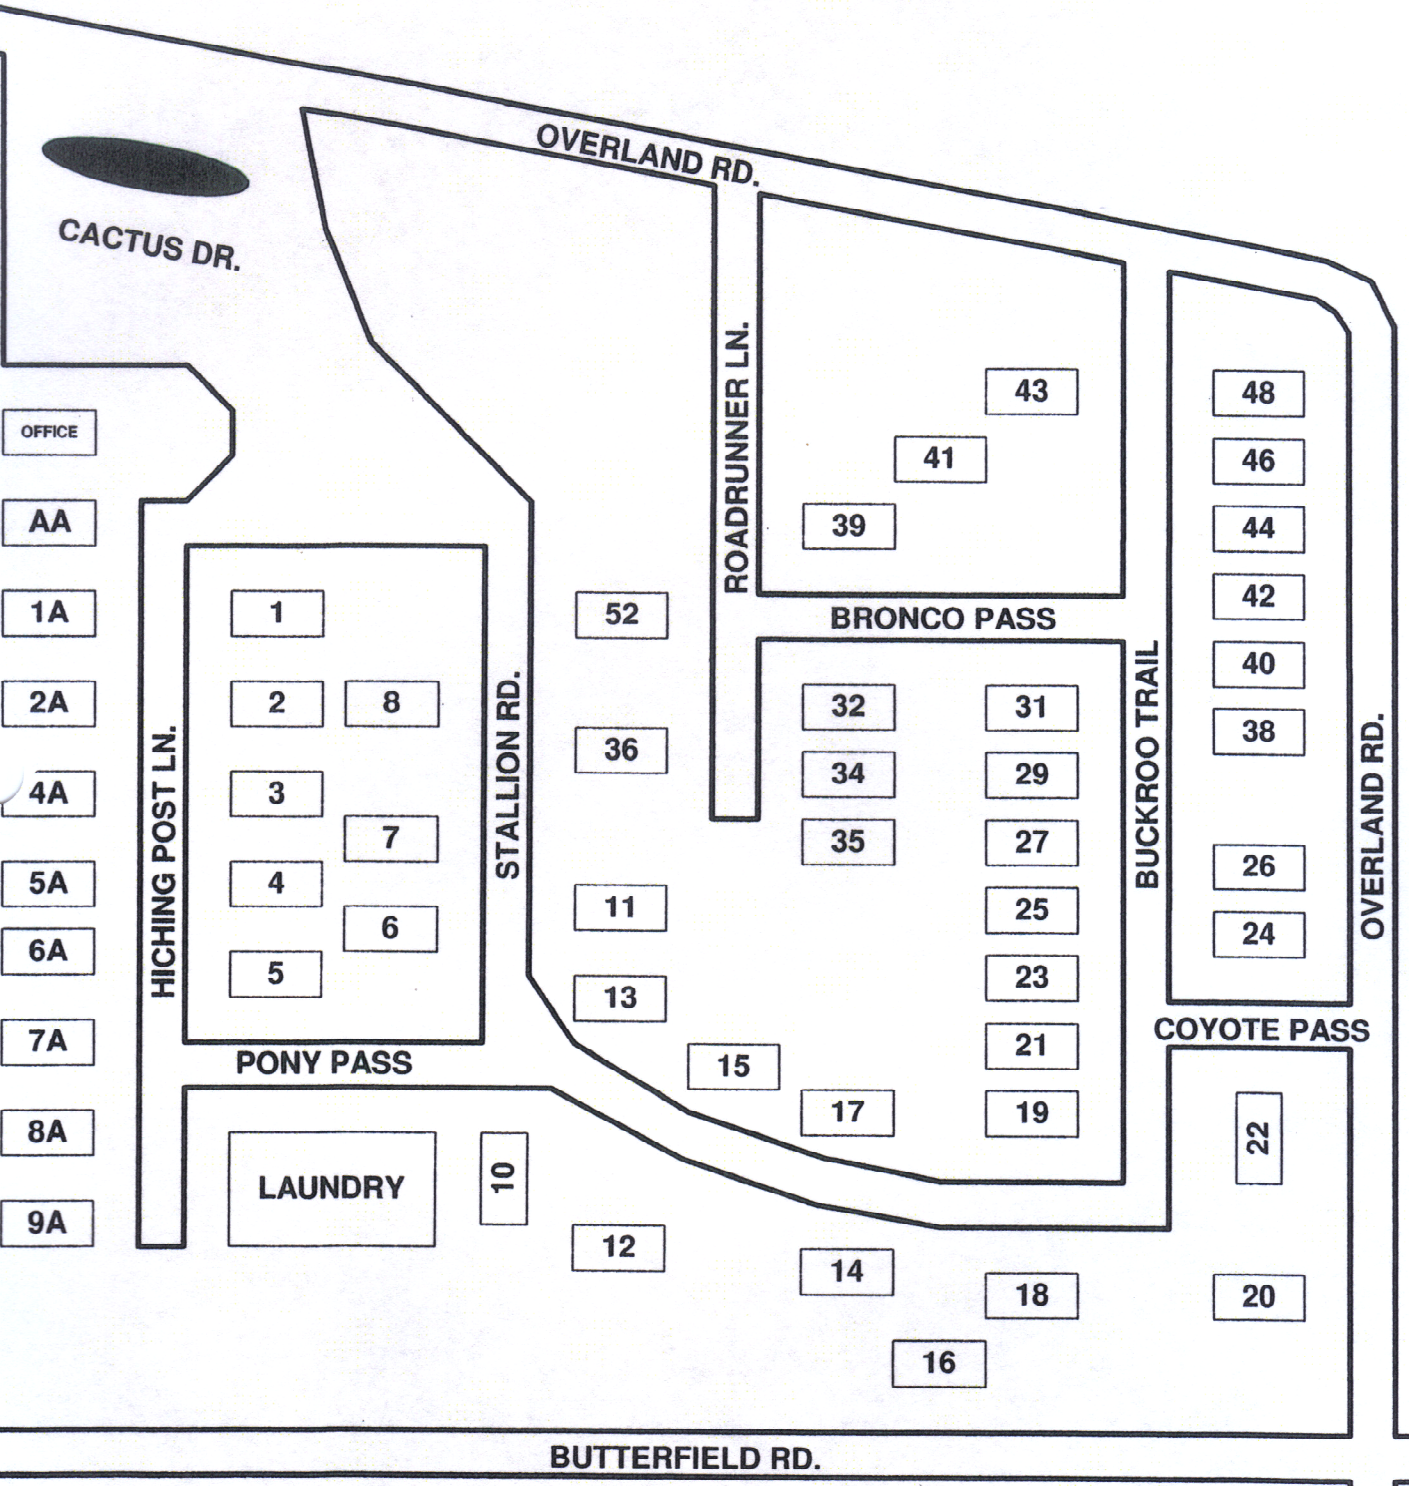 OVERLAND RD.
CACTUS DR.
OFFICE
AA
1A
2A
4A
5A
6A
7A
8A
9A
HICHING POST LN.
1
2
8
3
7
4
6
5
PONY PASS
LAUNDRY
10
12
STALLION RD.
52
36
11
13
15
17
14
16
18
ROADRUNNER LN.
43
41
39
BRONCO PASS
32
31
34
29
35
27
25
23
21
19
BUCKROO TRAIL
48
46
44
42
40
38
26
24
COYOTE PASS
22
20
OVERLAND RD.
BUTTERFIELD RD.